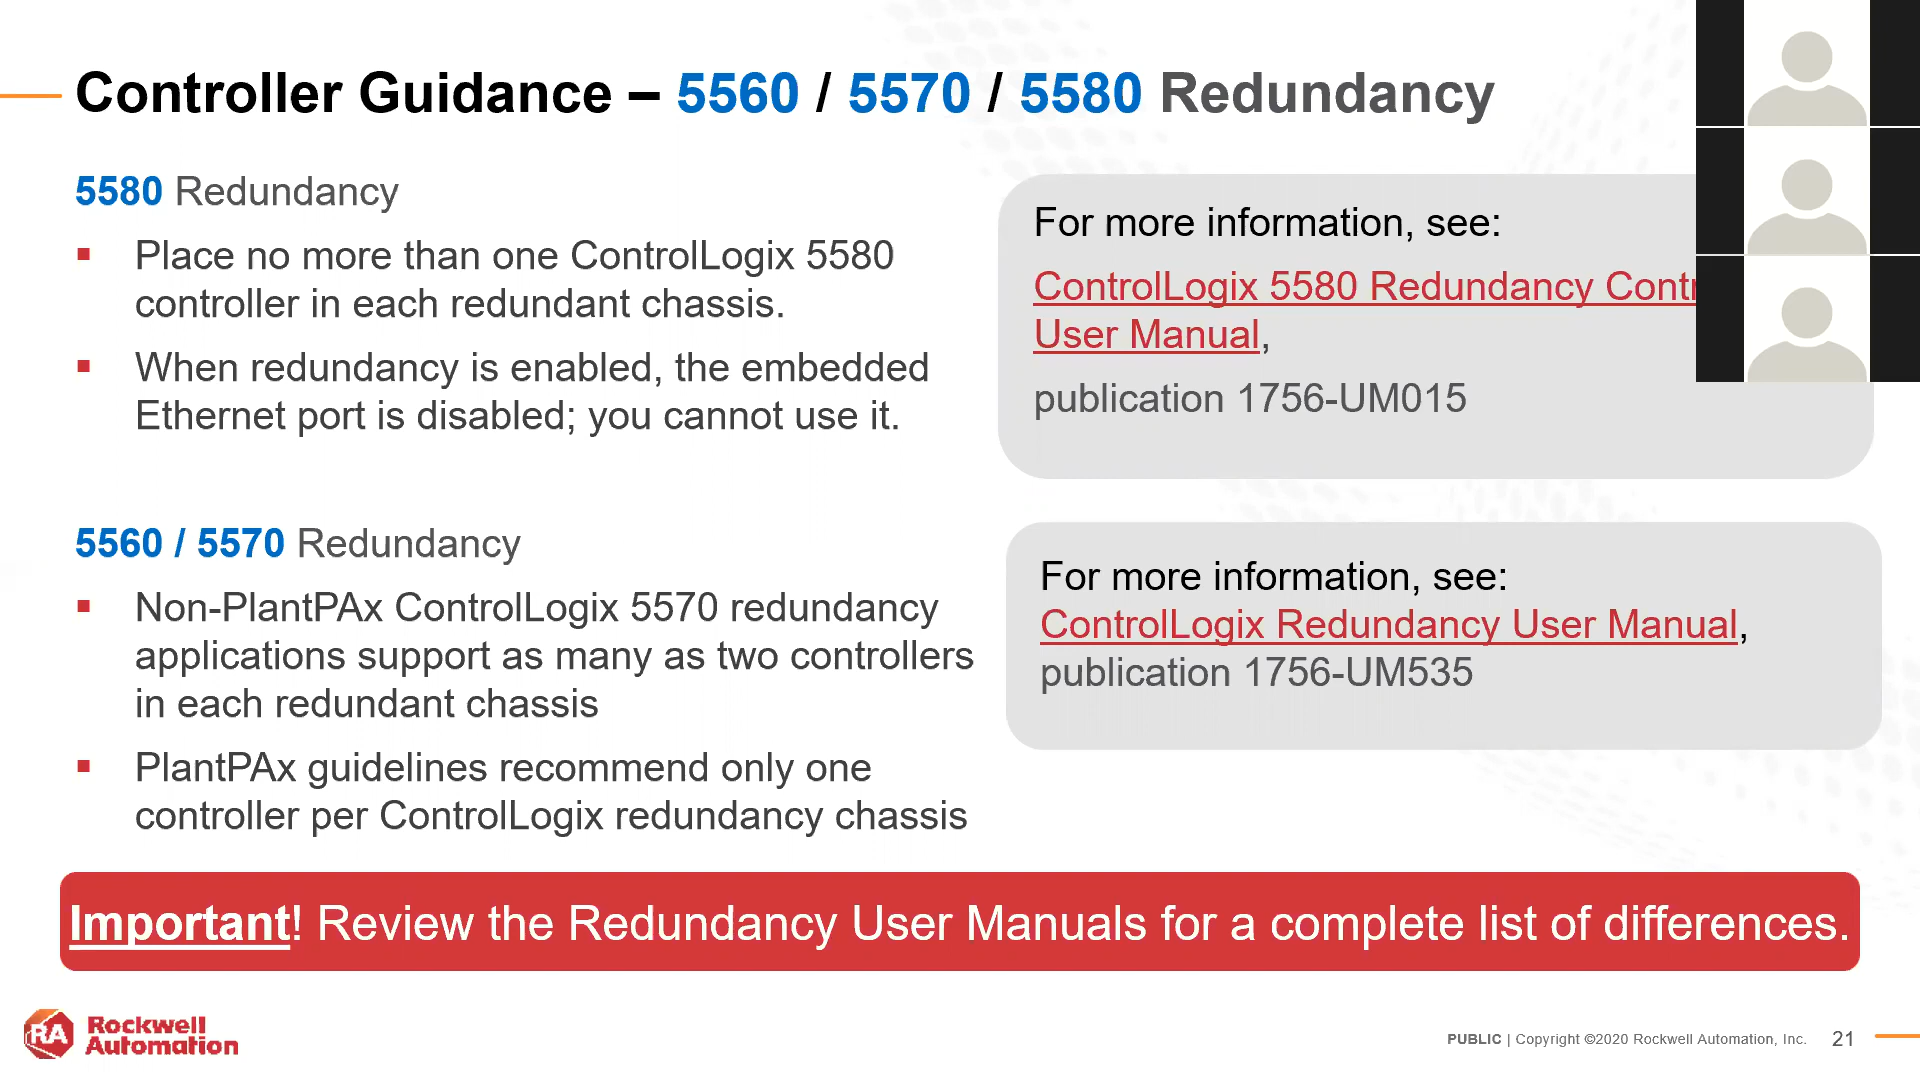 Controller Guidance – 5560 / 5570 / 5580 Redundancy
5580 Redundancy
▪ Place no more than one ControlLogix 5580
controller in each redundant chassis.
▪ When redundancy is enabled, the embedded
Ethernet port is disabled; you cannot use it.
For more information, see:
ControlLogix 5580 Redundancy
User Manual,
publication 1756-UM015
5560 / 5570 Redundancy
▪ Non-PlantPAx ControlLogix 5570 redundancy
applications support as many as two controllers
in each redundant chassis
▪ PlantPAx guidelines recommend only one
controller per ControlLogix redundancy chassis
For more information, see:
ControlLogix Redundancy User Manual,
publication 1756-UM535
Important! Review the Redundancy User Manuals for a complete list of differences.
RA
Rockwell
Automation
PUBLIC | Copyright ©2020 Rockwell Automation, Inc. 21